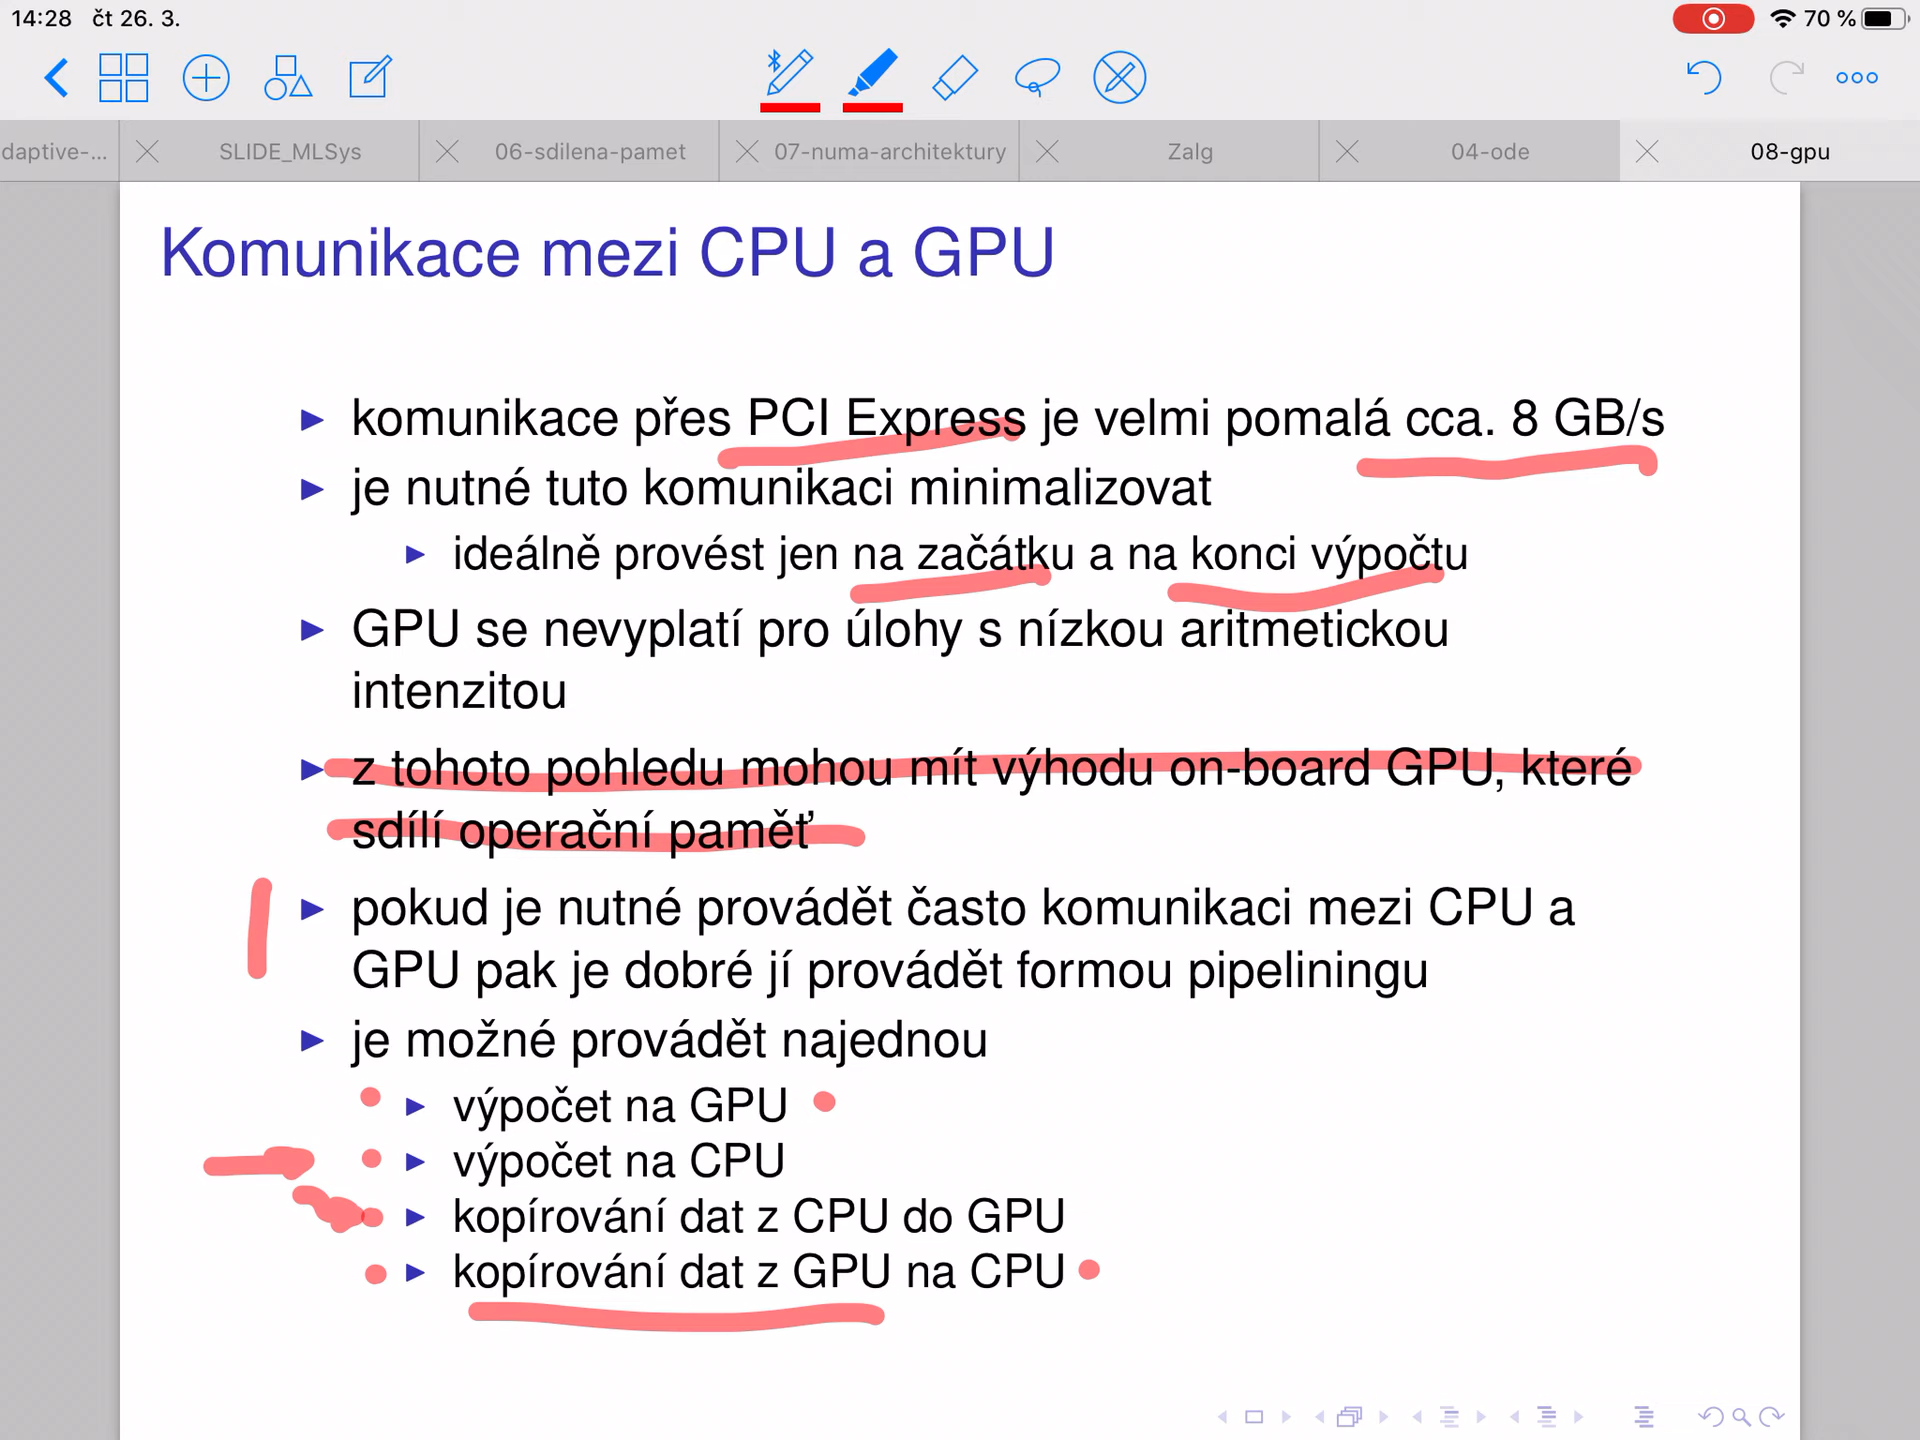 14:28 čt 26. 3.
70 %
daptive-...
SLIDE_MLSys
06-sdilena-pamet
07-numa-architektury
Zalg
04-ode
08-gpu
Komunikace mezi CPU a GPU
komunikace přes PCI Express je velmi pomalá cca. 8 GB/s
je nutné tuto komunikaci minimalizovat
ideálně provést jen na začátku a na konci výpočtu
GPU se nevyplatí pro úlohy s nízkou aritmetickou
intenzitou
z tohoto pohledu mohou mít výhodu on-board GPU, které
sdílí operační paměť
pokud je nutné provádět často komunikaci mezi CPU a
GPU pak je dobré jí provádět formou pipeliningu
je možné provádět najednou
výpočet na GPU
výpočet na CPU
kopírování dat z CPU do GPU
kopírování dat z GPU na CPU